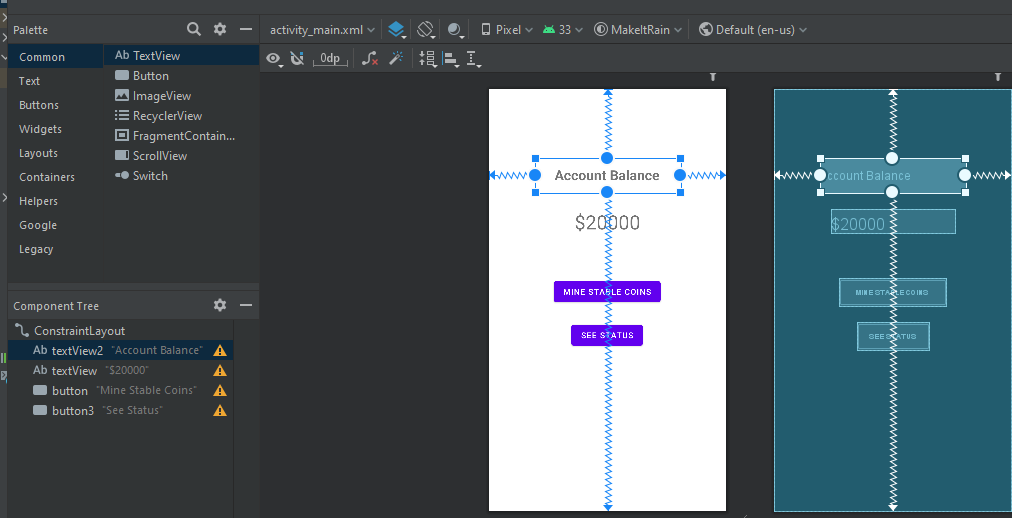 Palette
activity_main.xml
Pixel
33
MakeItRain
Default (en-us)
Common
Text
Buttons
Widgets
Layouts
Containers
Helpers
Google
Legacy
Ab TextView
Button
ImageView
RecyclerView
FragmentContain...
ScrollView
Switch
0dp
Component Tree
ConstraintLayout
Ab textView2 "Account Balance"
Ab textView "$20000"
button "Mine Stable Coins"
button3 "See Status"
Account Balance
$20000
MINE STABLE COINS
SEE STATUS
ccount Balance
$20000
MINE STABLE COINS
SEE STATUS